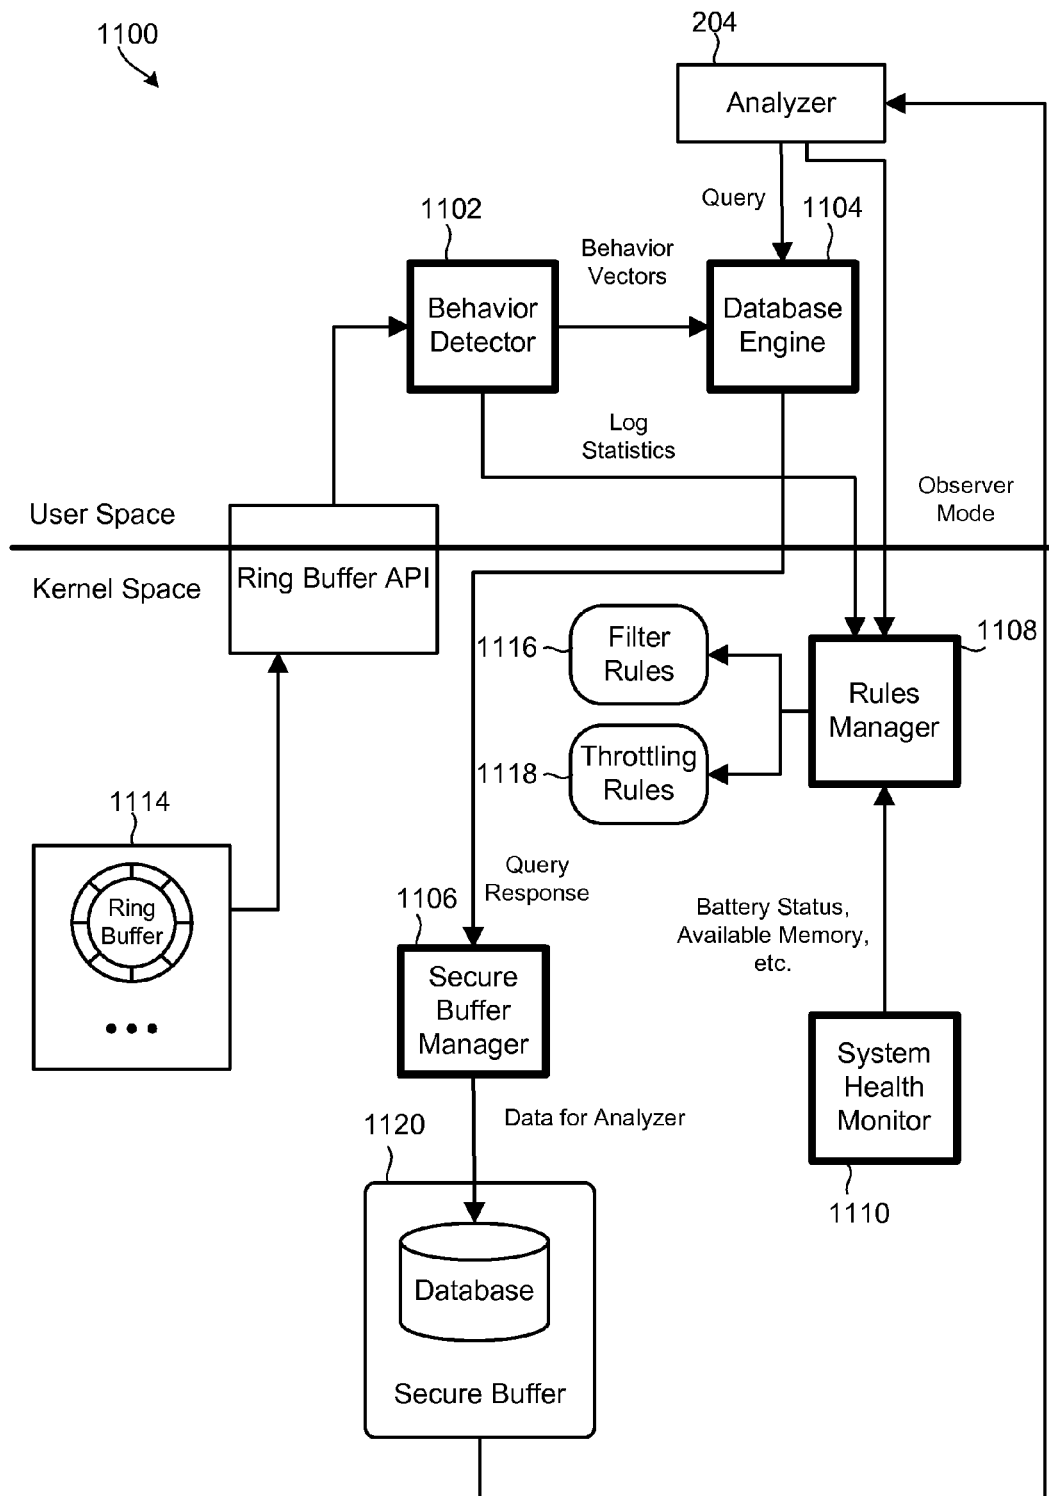 1100
204
Analyzer
Query
1102
1104
Behavior
Vectors
Behavior
Detector
Database
Engine
Log
Statistics
Observer
Mode
User Space
Kernel Space
Ring Buffer API
1116
Filter
Rules
1108
Rules
Manager
1118
Throttling
Rules
1114
Ring
Buffer
Query
Response
1106
Battery Status,
Available Memory,
etc.
Secure
Buffer
Manager
System
Health
Monitor
Data for Analyzer
1120
1110
Database
Secure Buffer